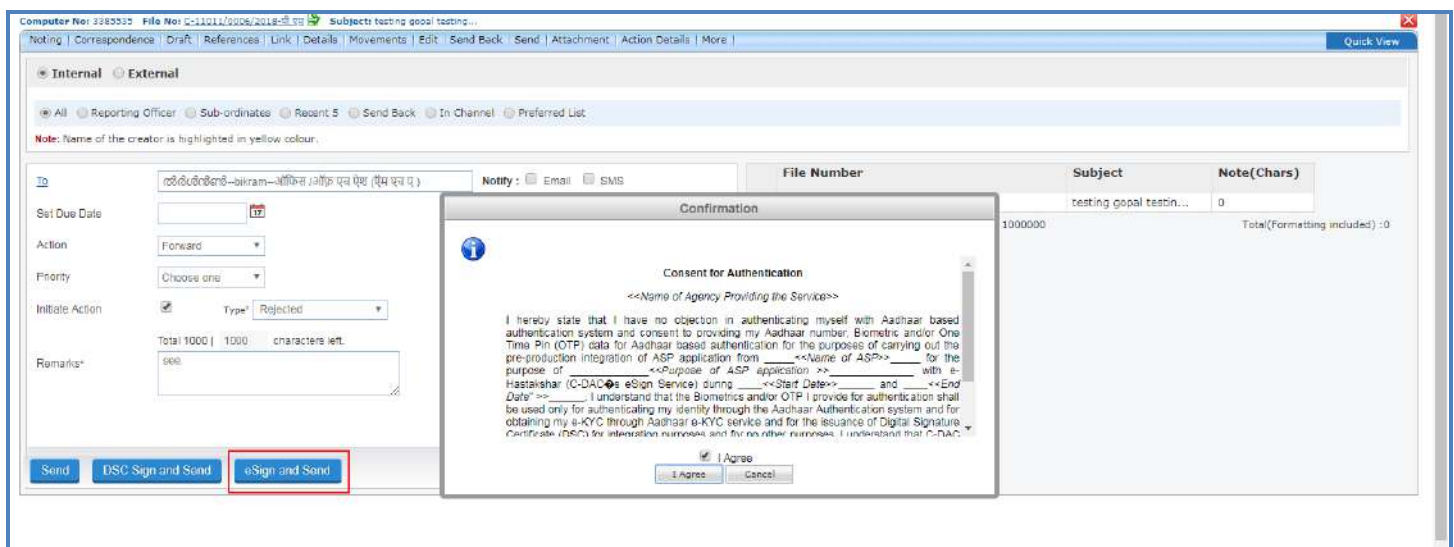 Computer No: 3385535 File No: C-11011/0006/2018-पी एम Subject: testing gopal testing...
Noting | Correspondence | Draft | References | Link | Details | Movements | Edit | Send Back | Send | Attachment | Action Details | More |
Quick View
Internal External
All Reporting Officer Sub-ordinates Recent 5 Send Back In Channel Preferred List
Note: Name of the creator is highlighted in yellow colour.
To
--bikram--
Notify : Email SMS
Set Due Date
17
Action
Forward
Priority
Choose one
Initiate Action
Type* Rejected
Total 1000 | 1000 characters left.
Remarks*
Send
DSC Sign and Send
eSign and Send
File Number Subject Note(Chars)
testing gopal testin... 0
1000000 Total(Formatting included) :0
Confirmation
Consent for Authentication
<<Name of Agency Providing the Service>>
I hereby state that I have no objection in authenticating myself with Aadhaar based
authentication system and consent to providing my Aadhaar number, Biometric and/or One
Time Pin (OTP) data for Aadhaar based authentication for the purposes of carrying out the
pre-production integration of ASP application from _____<<Name of ASP>>_____ for the
purpose of ______________<<Purpose of ASP application >>______________ with e-
Hastakshar (C-DAC�s eSign Service) during ____<<Start Date>>______ and ____<<End
Date" >>______. I understand that the Biometrics and/or OTP I provide for authentication shall
be used only for authenticating my identity through the Aadhaar Authentication system and for
obtaining my e-KYC through Aadhaar e-KYC service and for the issuance of Digital Signature
Certificate (DSC) for integration purposes and for no other purposes. I understand that C-DAC
I Agree
I Agree Cancel